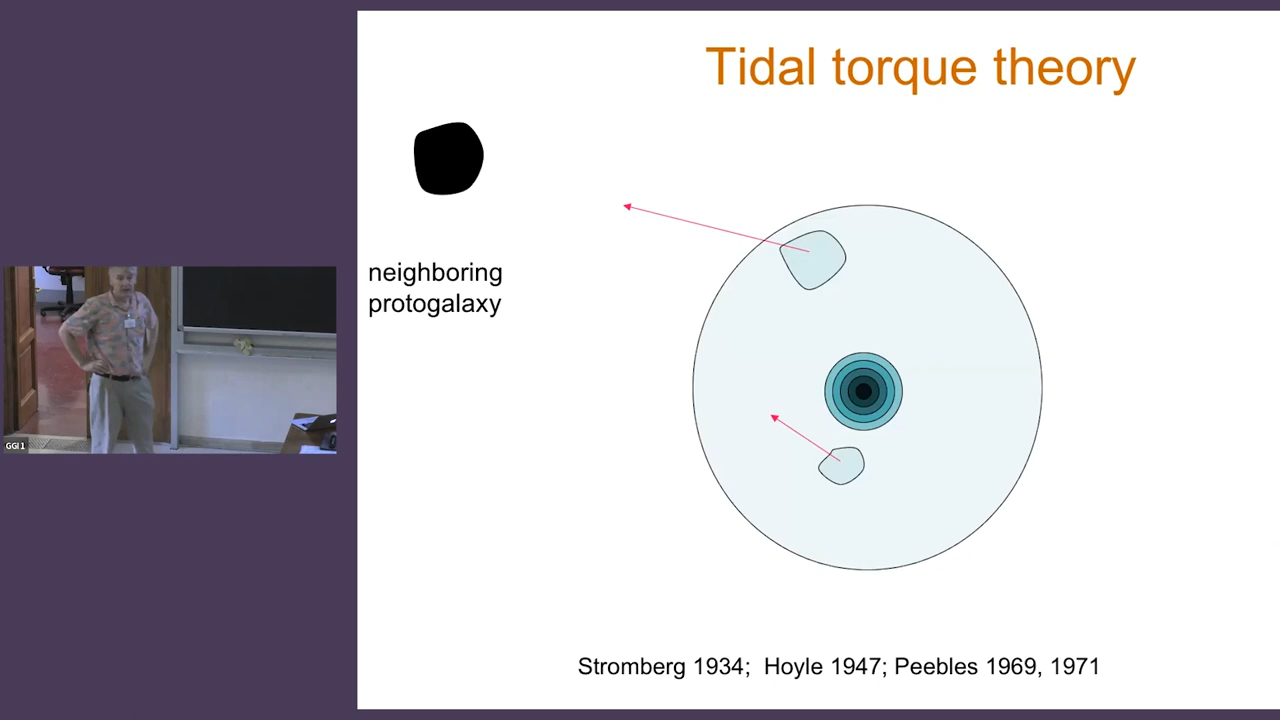 Tidal torque theory
neighboring
protogalaxy
GGI 1
Stromberg 1934;  Hoyle 1947; Peebles 1969, 1971